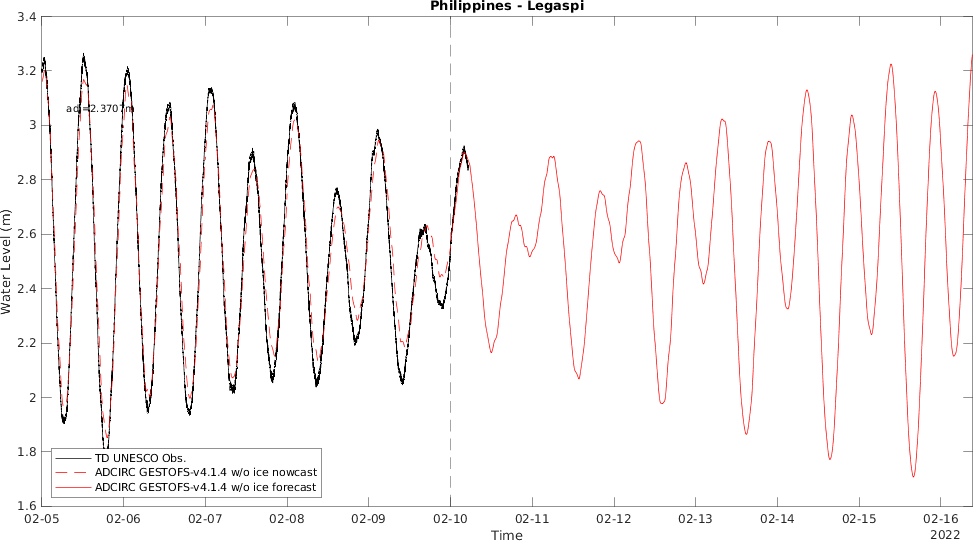 Philippines - Legaspi
3.4
3.2
3
2.8
2.6
2.4
2.2
2
1.8
1.6
Water Level (m)
adj=2.3707m
TD UNESCO Obs.
ADCIRC GESTOFS-v4.1.4 w/o ice nowcast
ADCIRC GESTOFS-v4.1.4 w/o ice forecast
02-05 02-06 02-07 02-08 02-09 02-10 02-11 02-12 02-13 02-14 02-15 02-16
Time
2022